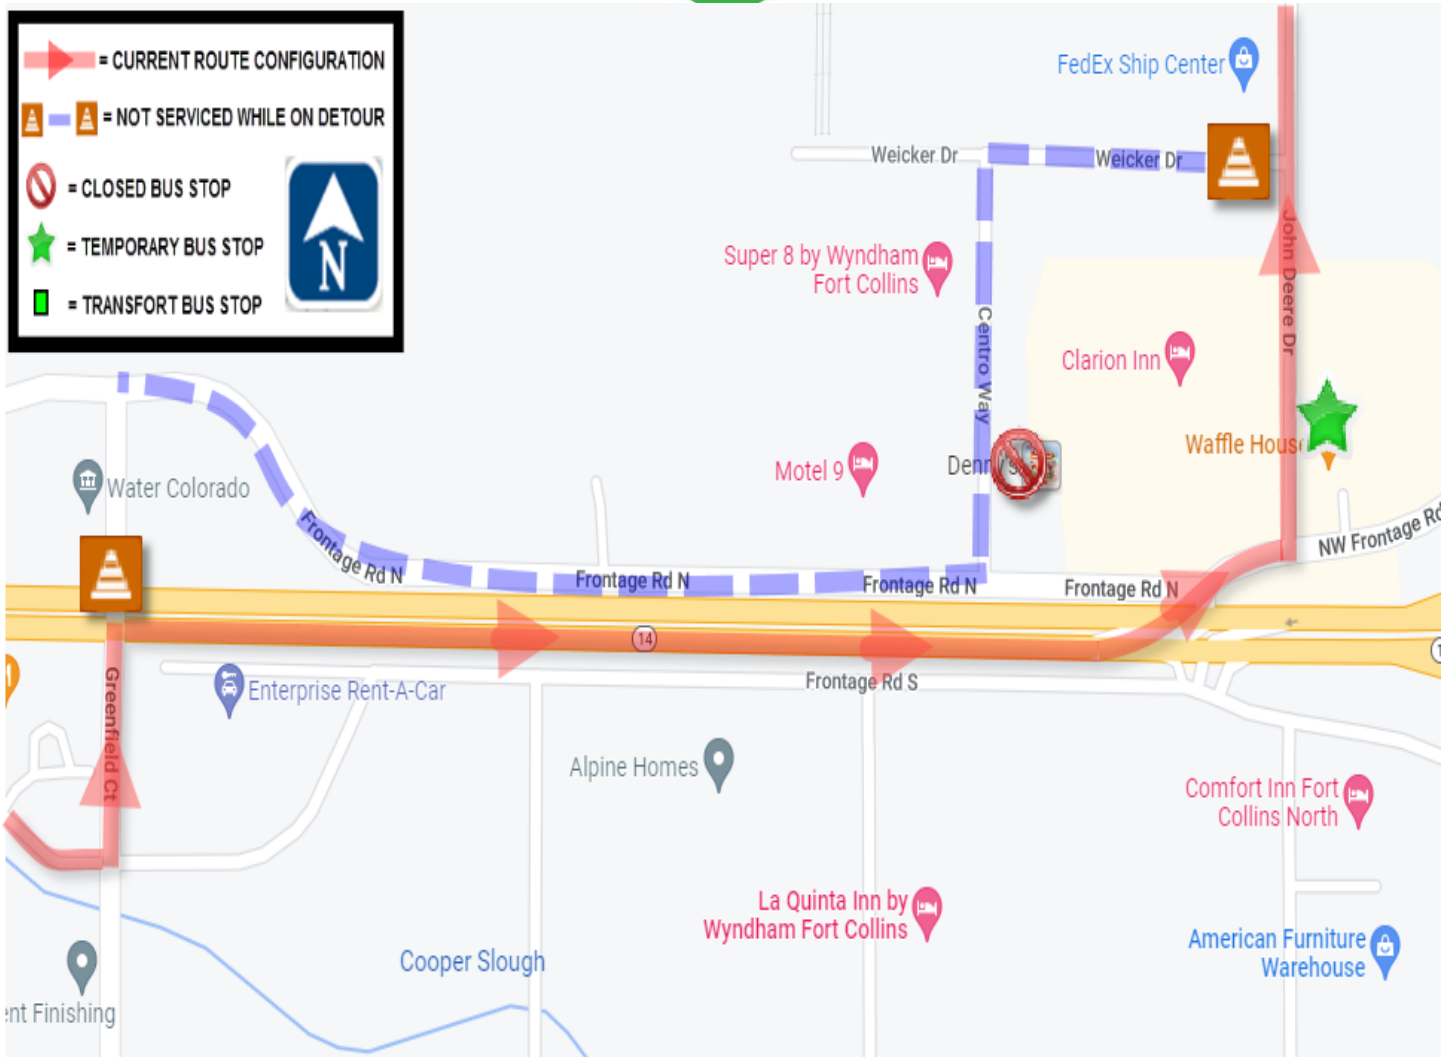 = CURRENT ROUTE CONFIGURATION
= NOT SERVICED WHILE ON DETOUR
= CLOSED BUS STOP
= TEMPORARY BUS STOP
= TRANSFORT BUS STOP
N
FedEx Ship Center
Weicker Dr
Weicker Dr
Super 8 by Wyndham
Fort Collins
John Deere Dr
Centro Way
Clarion Inn
Waffle House
Motel 9
Denny's
Water Colorado
Frontage Rd N
Frontage Rd N
Frontage Rd N
Frontage Rd N
NW Frontage Rd
14
Greenfield Ct
Enterprise Rent-A-Car
Frontage Rd S
Alpine Homes
Comfort Inn Fort
Collins North
La Quinta Inn by
Wyndham Fort Collins
American Furniture
Warehouse
Cooper Slough
ent Finishing